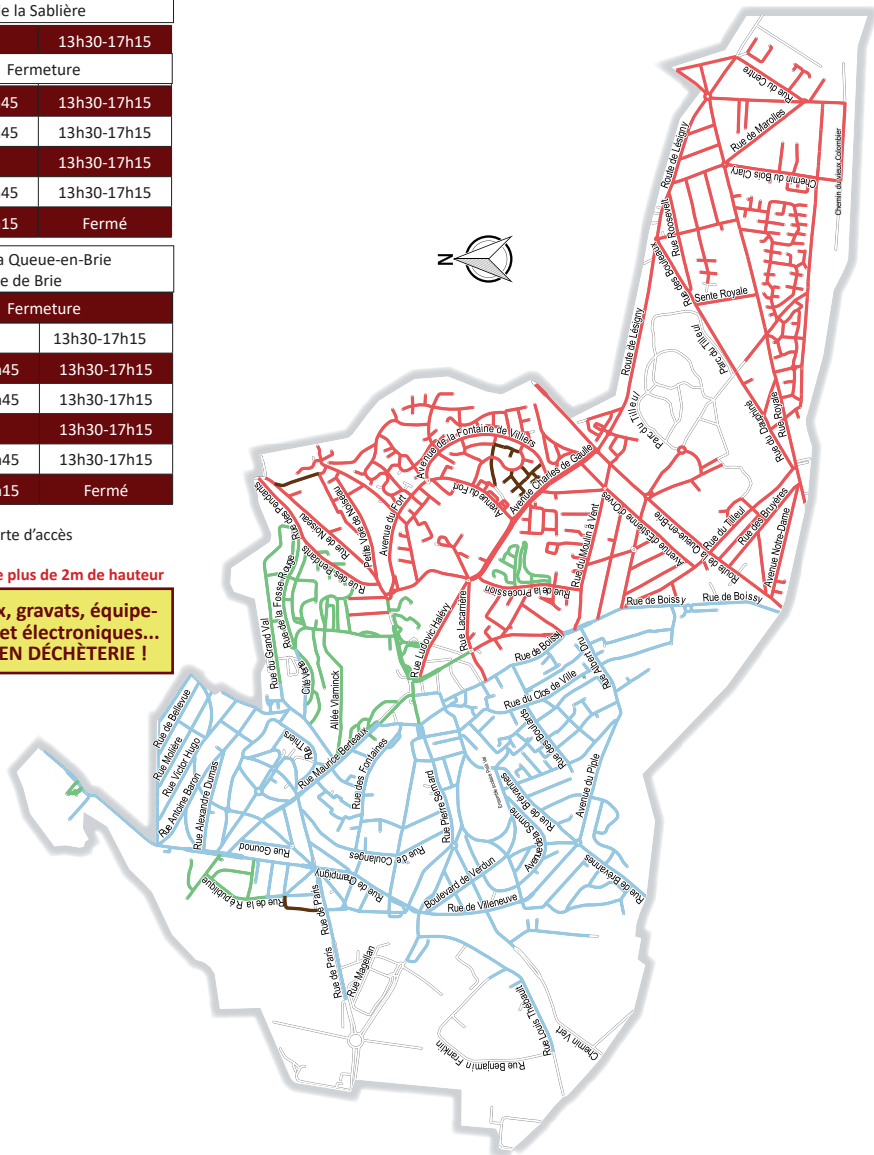 de la Sablière
13h30-17h15
Fermeture
45 13h30-17h15
45 13h30-17h15
13h30-17h15
45 13h30-17h15
15 Fermé
a Queue-en-Brie
e de Brie
Fermeture
13h30-17h15
45 13h30-17h15
45 13h30-17h15
13h30-17h15
45 13h30-17h15
15 Fermé
rte d’accès
e plus de 2m de hauteur
x, gravats, équipe-
et électroniques...
EN DÉCHÈTERIE !
N
Rue du Centre
Rue de Marolles
Chemin du Bois Clary
Chemin du Vieux Colombier
Route de Lésigny
Rue Roosevelt
Rue des Bouleaux
Sente Royale
Parc du Tilleul
Route de Lésigny
Parc du Tilleul
Rue du Dauphiné
Rue Royale
Avenue de la Fontaine de Villiers
Avenue Charles de Gaulle
Avenue du Fort
Avenue du Fort
Petite Voie de Noiseau
Rue de Noiseau
Rue des Pendants
Rue des Pendants
Rue de la Fosse Rouge
Rue du Grand Val
Cité Verte
Allée Vlaminck
Rue Ludovic Halévy
Rue Lacarrière
Rue de la Procession
Rue du Moulin à Vent
Avenue d'Estienne d'Orves
Route de la Queue-en-Brie
Rue du Tilleul
Rue des Bruyères
Avenue Notre-Dame
Rue de Boissy
Rue de Boissy
Rue de Boissy
Rue Albert Dru
Rue du Clos de Ville
Rue des Boulards
Avenue du Piple
Rue de Brévannes
Avenue de la Somme
Rue de Brévannes
Rue Pierre Sémard
Boulevard de Verdun
Rue de Villeneuve
Rue des Fontaines
Rue Maurice Berteaux
Rue Thiers
Rue de Bellevue
Rue Molière
Rue Victor Hugo
Rue Antoine Baron
Rue Alexandre Dumas
Rue Gounod
Rue de Coulanges
Rue de Champigny
Rue de la République
Rue de Paris
Rue de Paris
Rue Magellan
Rue Benjamin Franklin
Rue Louis Thébault
Chemin Vert